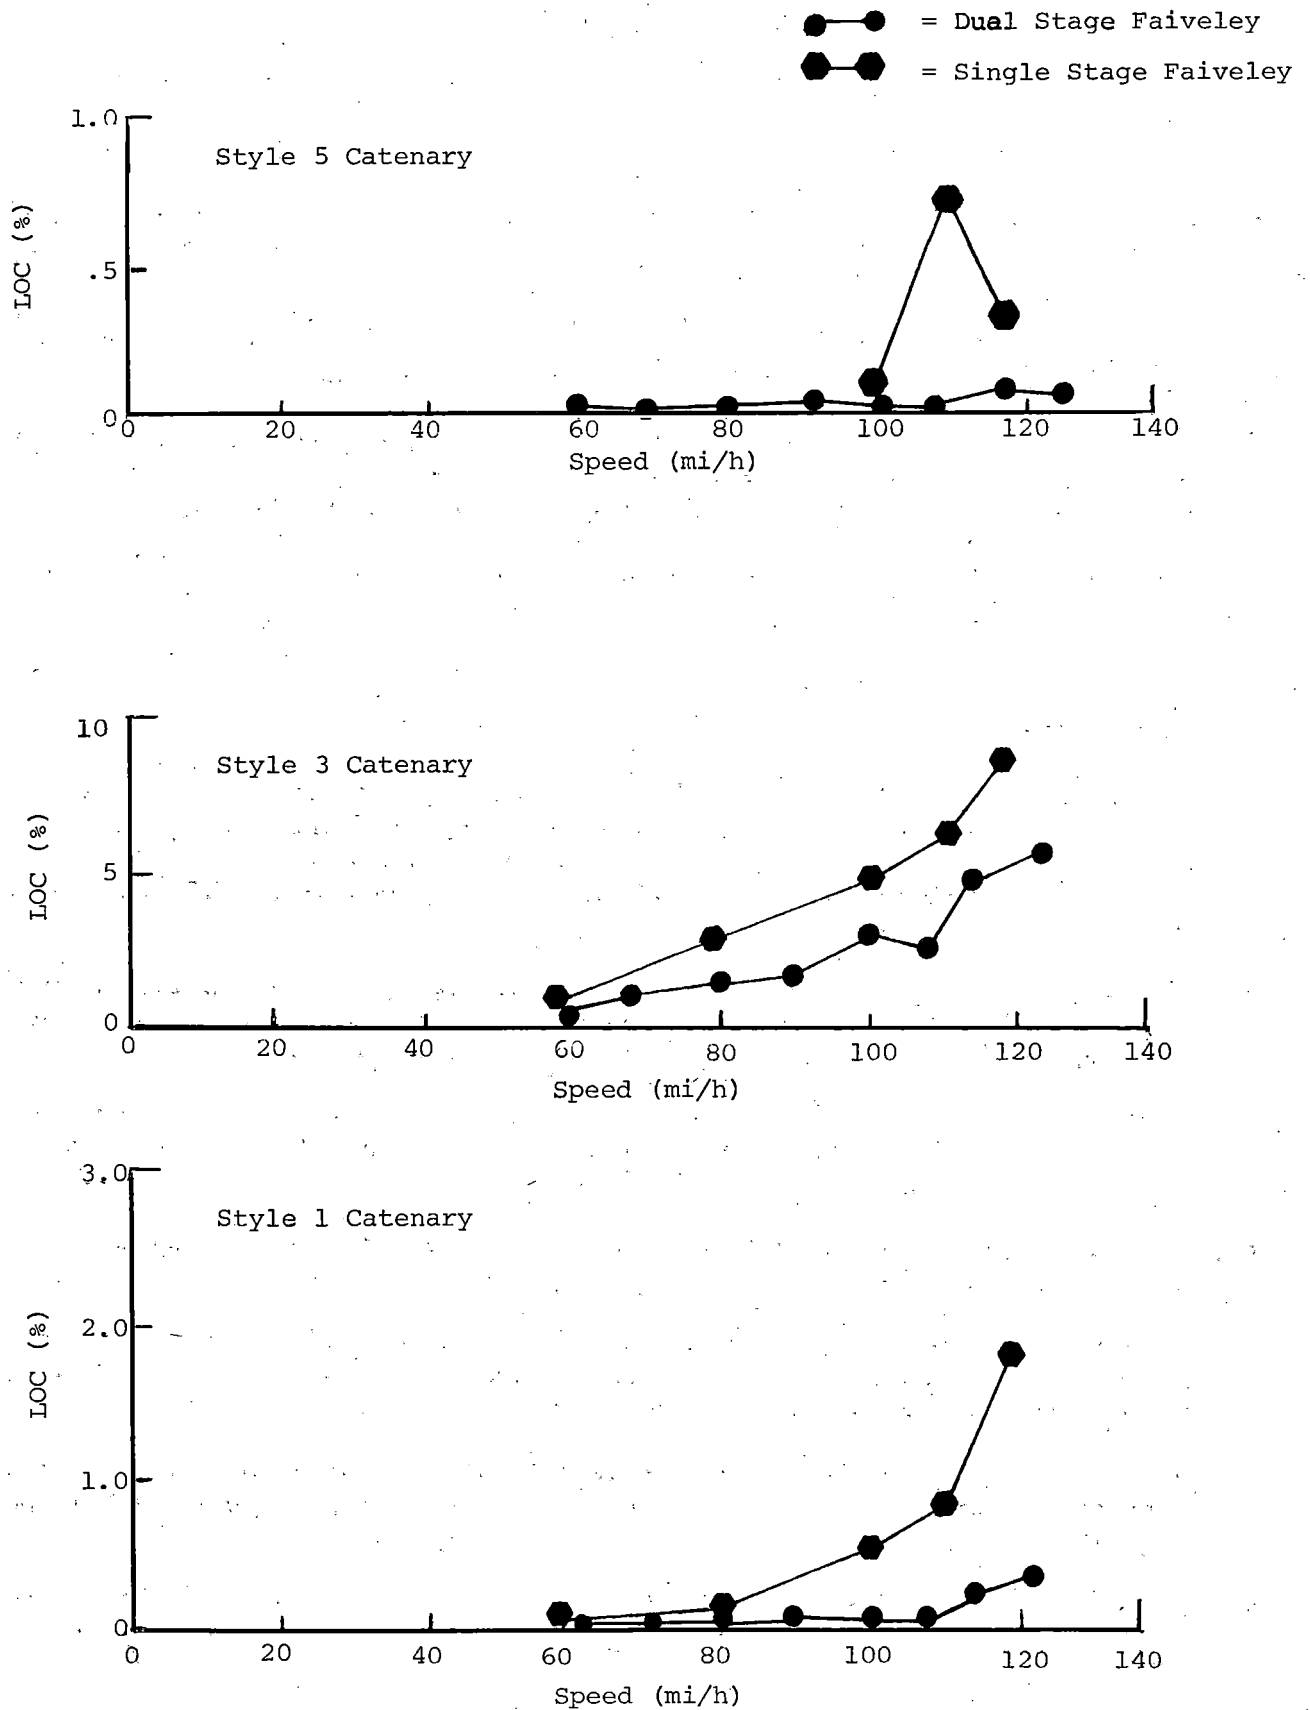 = Dual Stage Faiveley
= Single Stage Faiveley
1.0
Style 5 Catenary
LOC (%)
.5
0
0 20 40 60 80 100 120 140
Speed (mi/h)
10
Style 3 Catenary
LOC (%)
5
0
0 20 40 60 80 100 120 140
Speed (mi/h)
3.0
Style 1 Catenary
2.0
LOC (%)
1.0
0
0 20 40 60 80 100 120 140
Speed (mi/h)